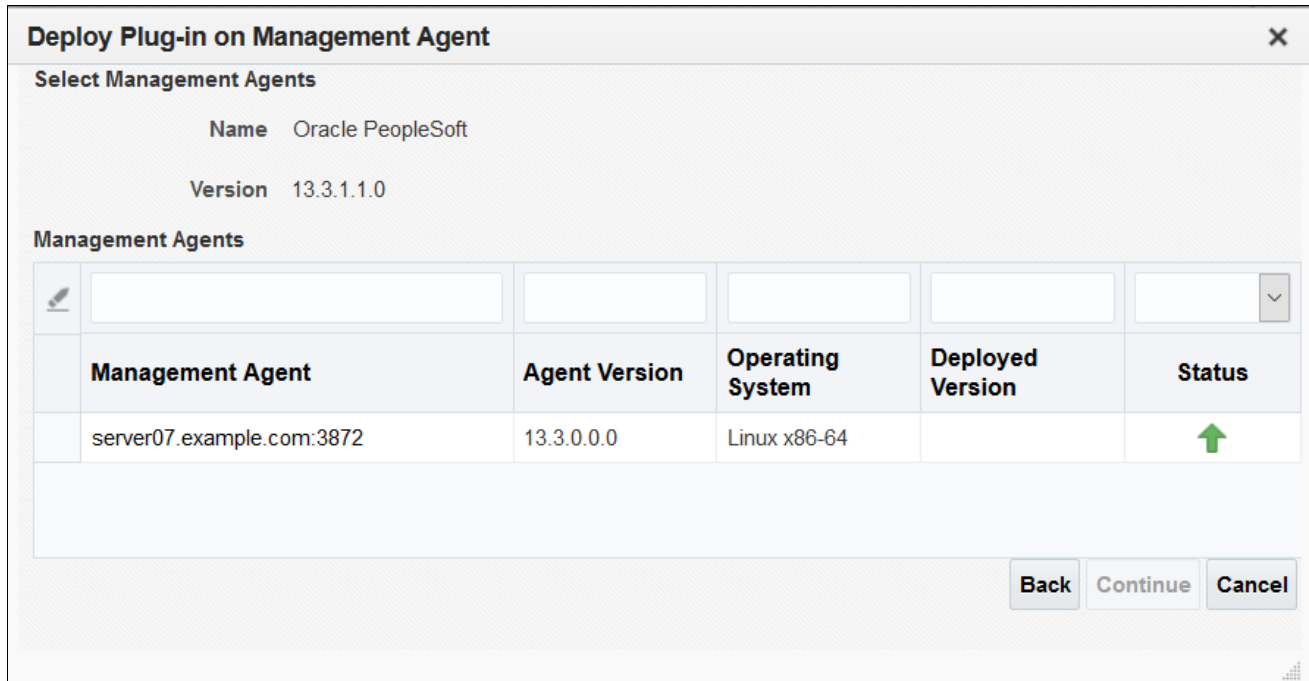 Deploy Plug-in on Management Agent
Select Management Agents
Name Oracle PeopleSoft
Version 13.3.1.1.0
Management Agents
Management Agent Agent Version Operating System Deployed Version Status
server07.example.com:3872 13.3.0.0.0 Linux x86-64
Back Continue Cancel